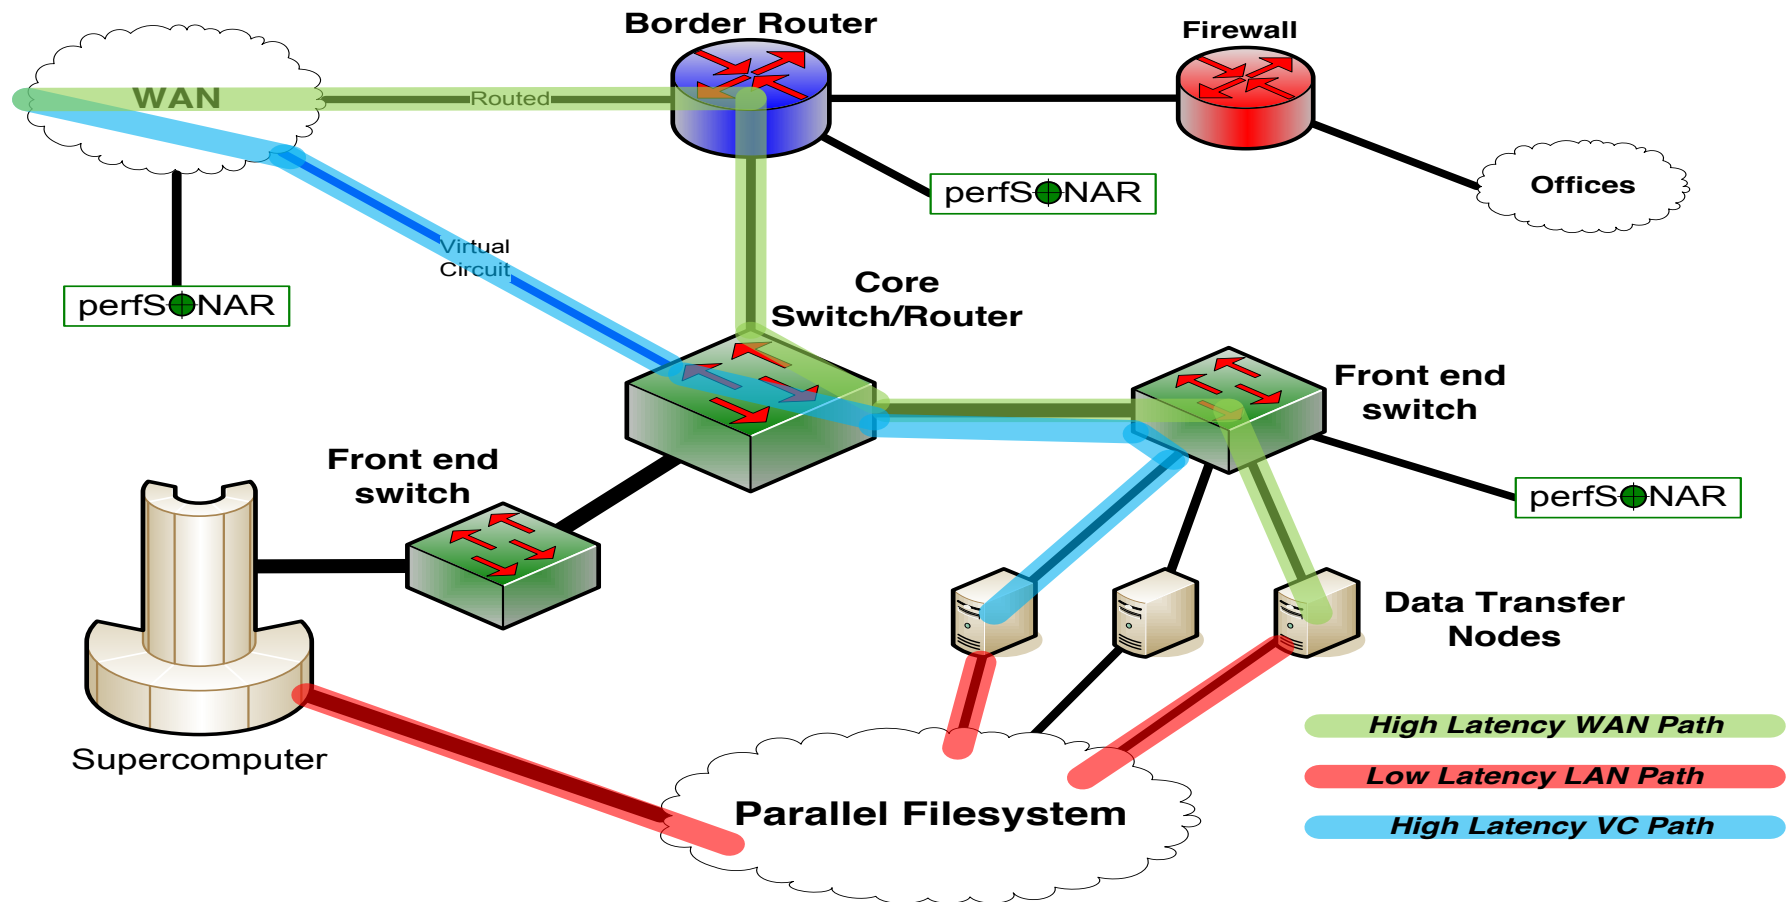 Border Router
Firewall
WAN
Routed
perfSONAR
Offices
Virtual
Circuit
perfSONAR
Core
Switch/Router
Front end
switch
Front end
switch
perfSONAR
Data Transfer
Nodes
Supercomputer
Parallel Filesystem
High Latency WAN Path
Low Latency LAN Path
High Latency VC Path